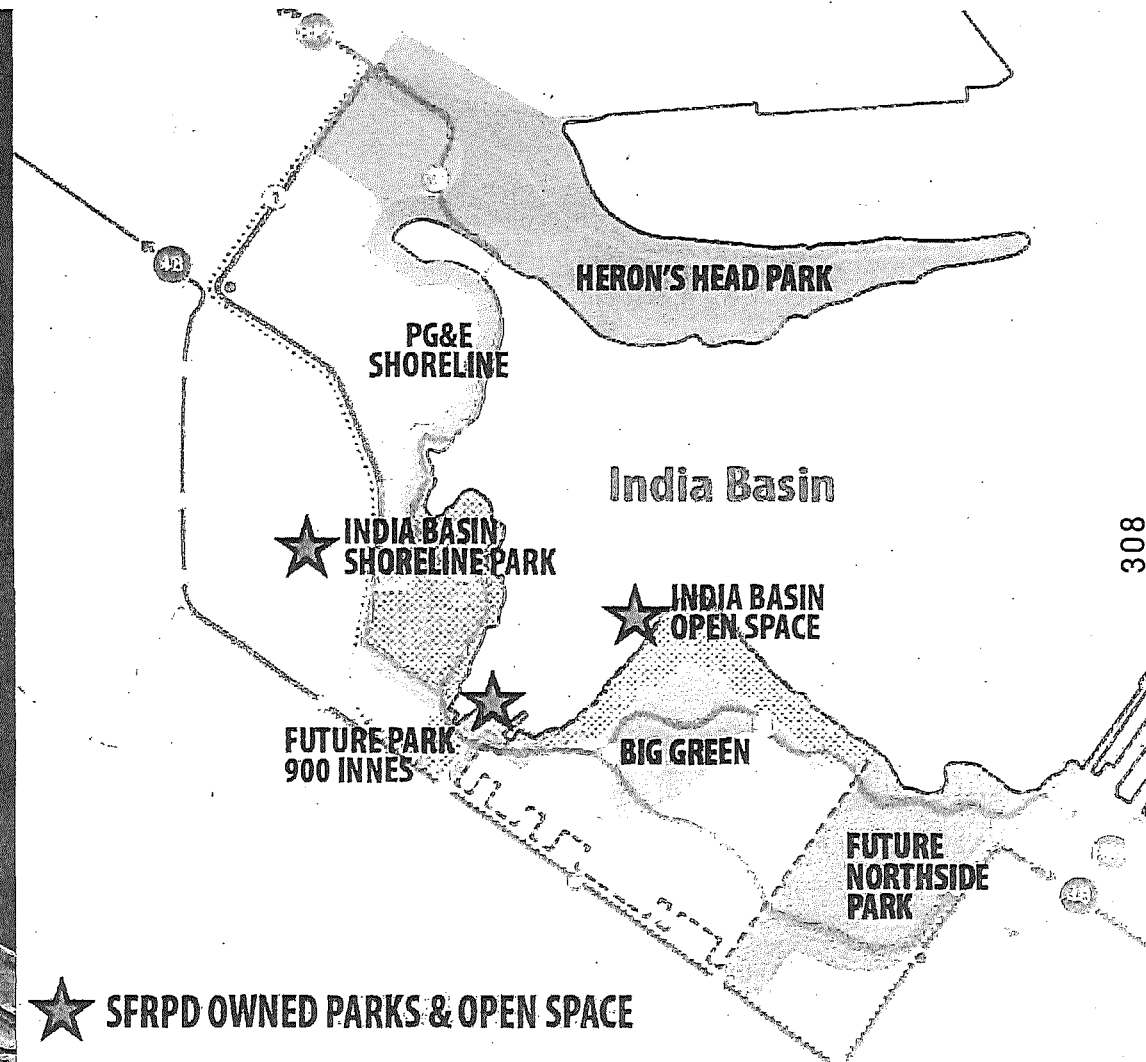 48
HERON'S HEAD PARK
PG&E
SHORELINE
India Basin
INDIA BASIN
SHORELINE PARK
308
INDIA BASIN
OPEN SPACE
FUTURE PARK
900 INNES
BIG GREEN
FUTURE
NORTHSIDE
PARK
SFRPD OWNED PARKS & OPEN SPACE